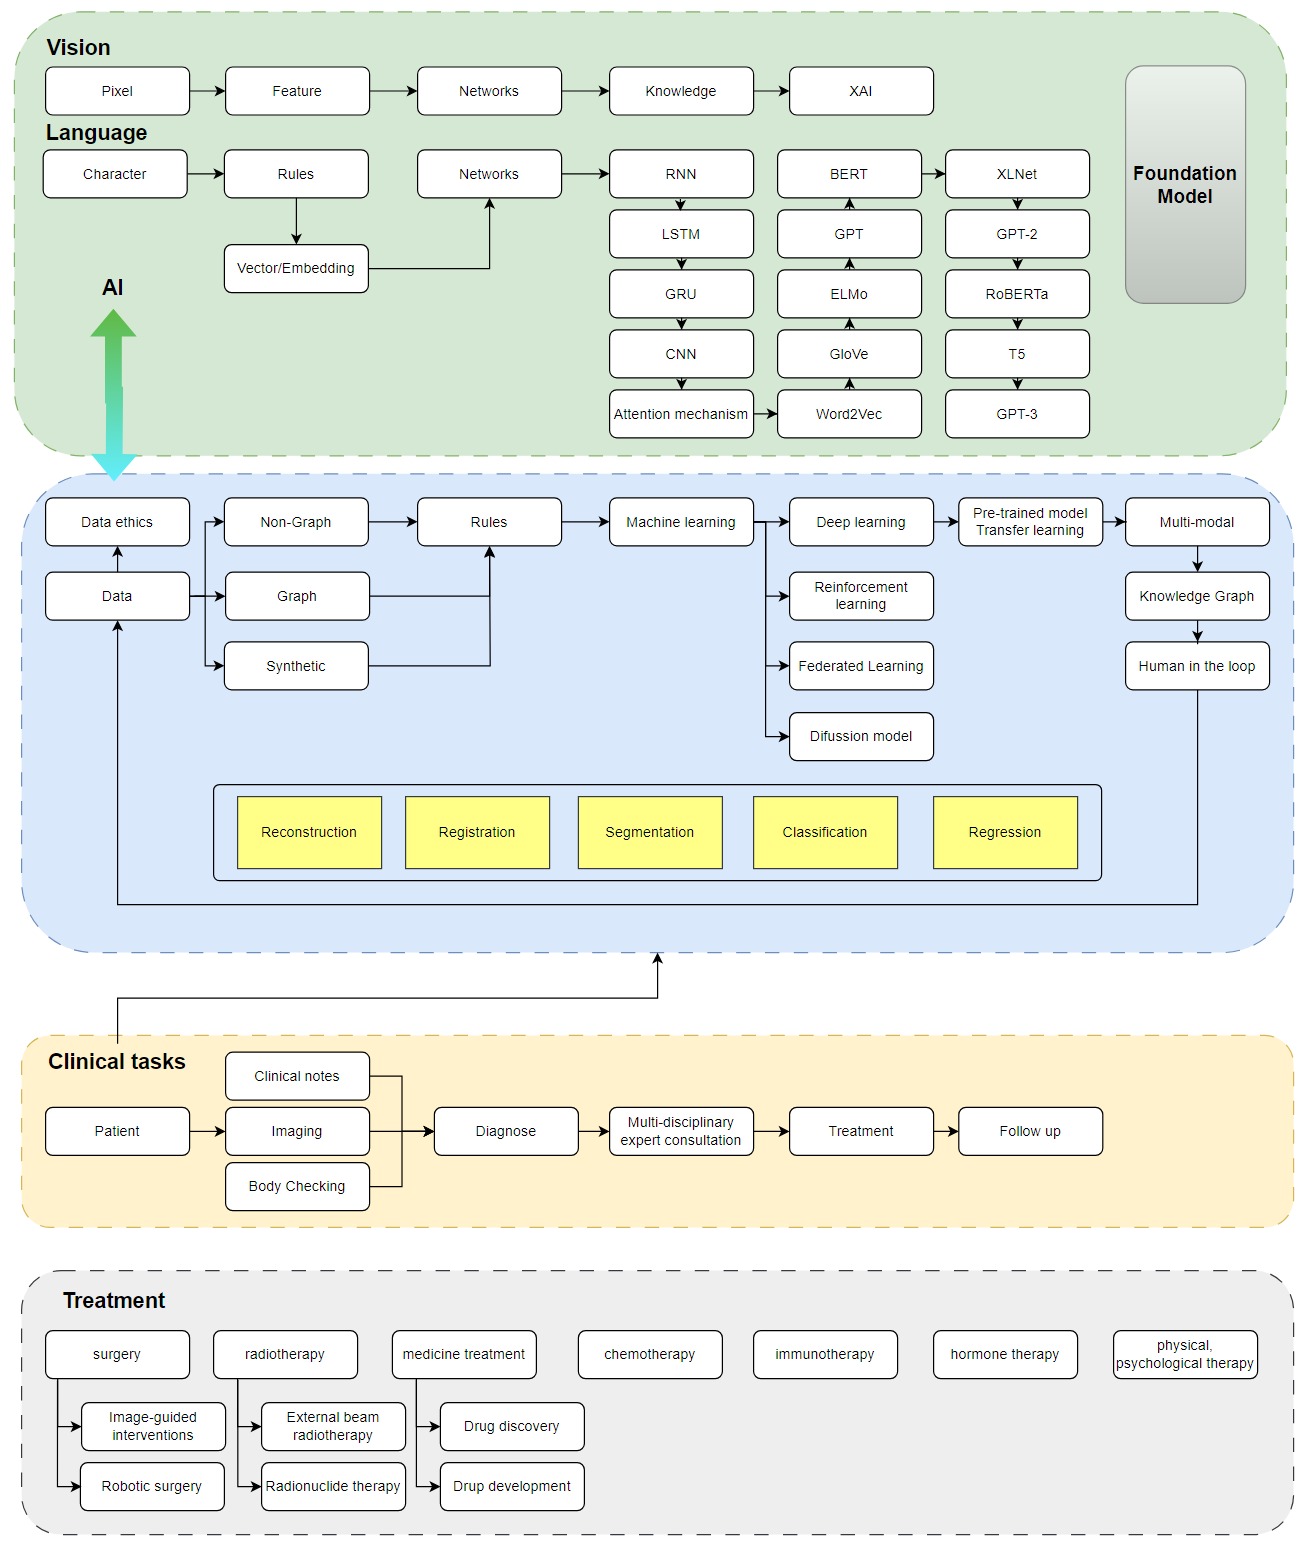 Vision
Pixel
Feature
Networks
Knowledge
XAI
Language
Character
Rules
Networks
RNN
BERT
XLNet
Foundation
Model
LSTM
GPT
GPT-2
Vector/Embedding
AI
GRU
ELMo
RoBERTa
CNN
GloVe
T5
Attention mechanism
Word2Vec
GPT-3
Data ethics
Non-Graph
Rules
Machine learning
Deep learning
Pre-trained model
Transfer learning
Multi-modal
Data
Graph
Reinforcement
learning
Knowledge Graph
Synthetic
Federated Learning
Human in the loop
Difussion model
Reconstruction
Registration
Segmentation
Classification
Regression
Clinical tasks
Clinical notes
Patient
Imaging
Diagnose
Multi-disciplinary
expert consultation
Treatment
Follow up
Body Checking
Treatment
surgery
radiotherapy
medicine treatment
chemotherapy
immunotherapy
hormone therapy
physical,
psychological therapy
Image-guided
interventions
External beam
radiotherapy
Drug discovery
Robotic surgery
Radionuclide therapy
Drup development